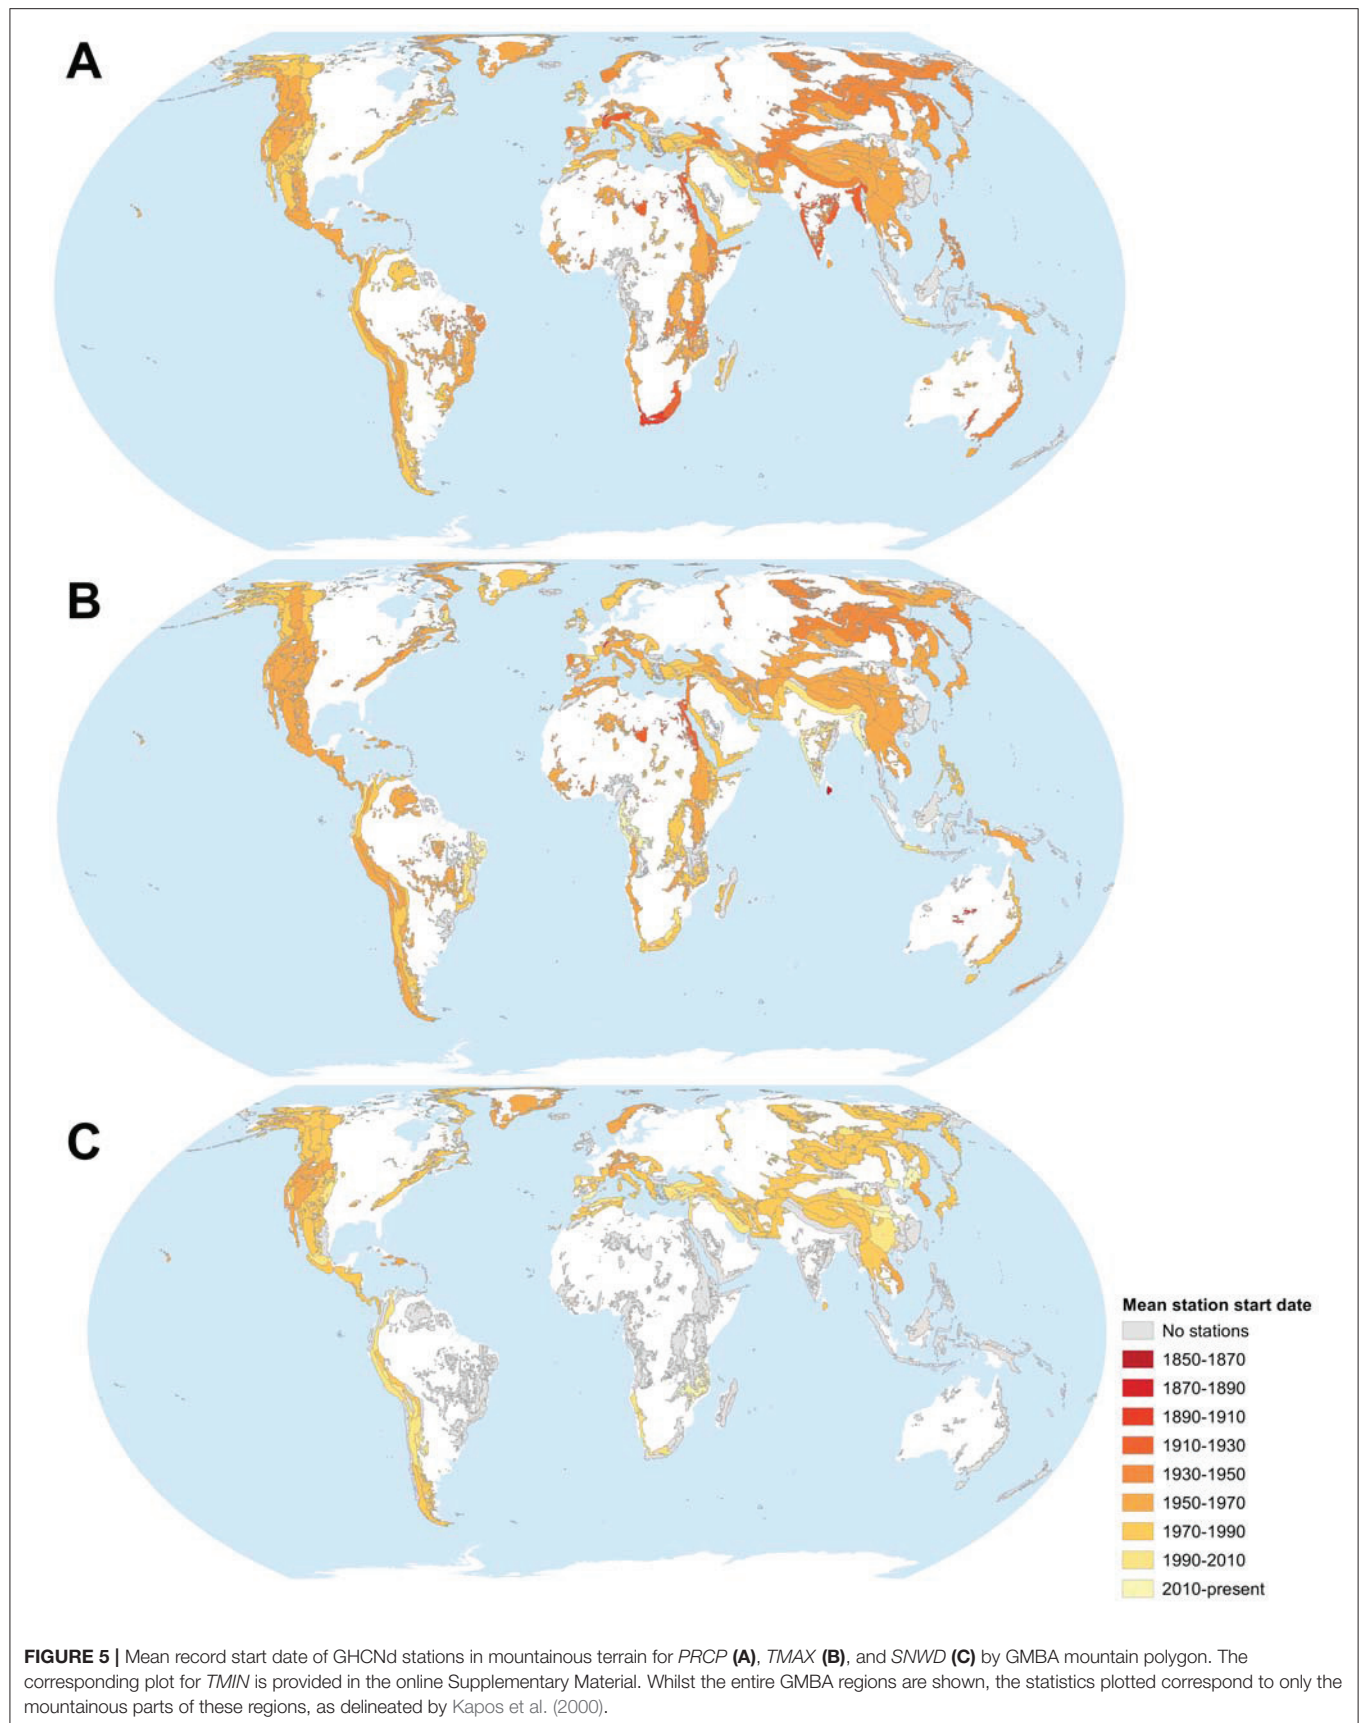 A
B
C
Mean station start date
No stations
1850-1870
1870-1890
1890-1910
1910-1930
1930-1950
1950-1970
1970-1990
1990-2010
2010-present
FIGURE 5 | Mean record start date of GHCNd stations in mountainous terrain for PRCP (A), TMAX (B), and SNWD (C) by GMBA mountain polygon. The
corresponding plot for TMIN is provided in the online Supplementary Material. Whilst the entire GMBA regions are shown, the statistics plotted correspond to only the
mountainous parts of these regions, as delineated by Kapos et al. (2000).